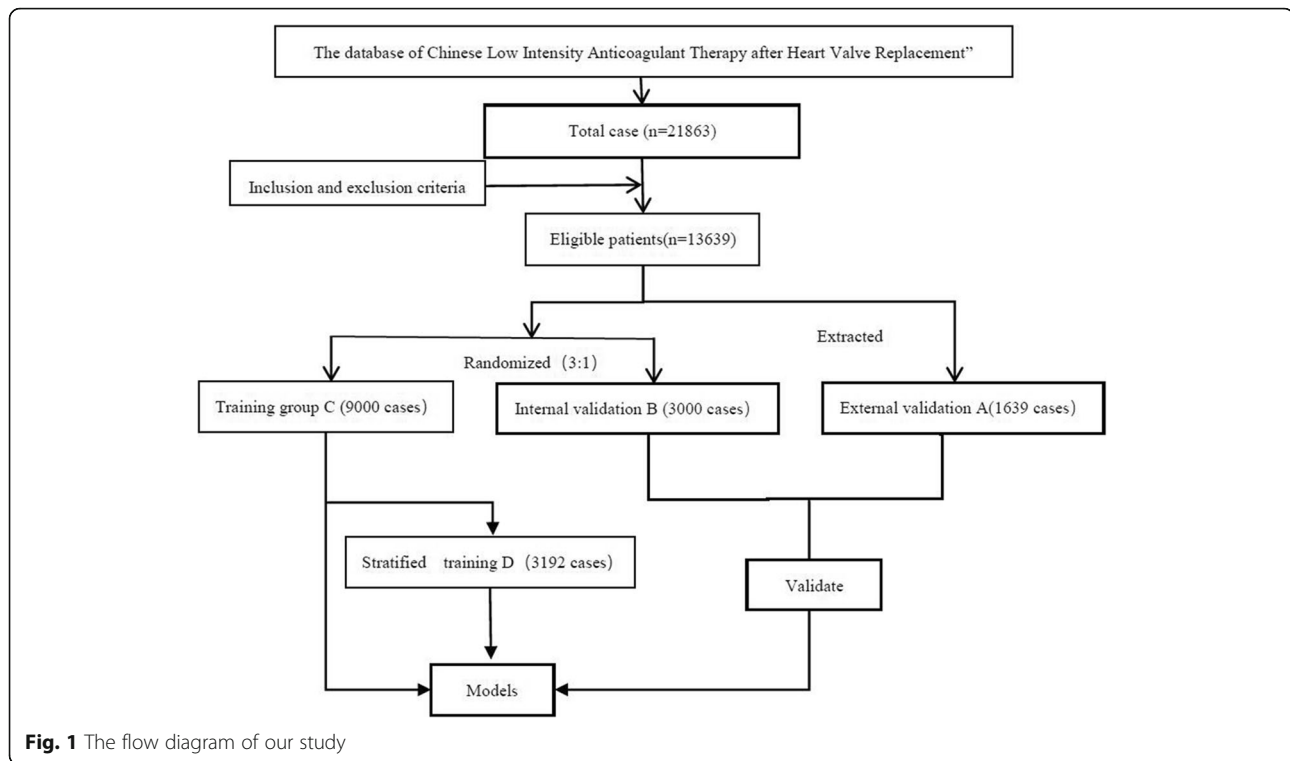 The database of Chinese Low Intensity Anticoagulant Therapy after Heart Valve Replacement”
Total case (n=21863)
Inclusion and exclusion criteria
Eligible patients(n=13639)
Extracted
Randomized（3:1）
Training group C (9000 cases）
Internal validation B (3000 cases）
External validation A(1639 cases）
Stratified training D（3192 cases）
Validate
Models
Fig. 1 The flow diagram of our study